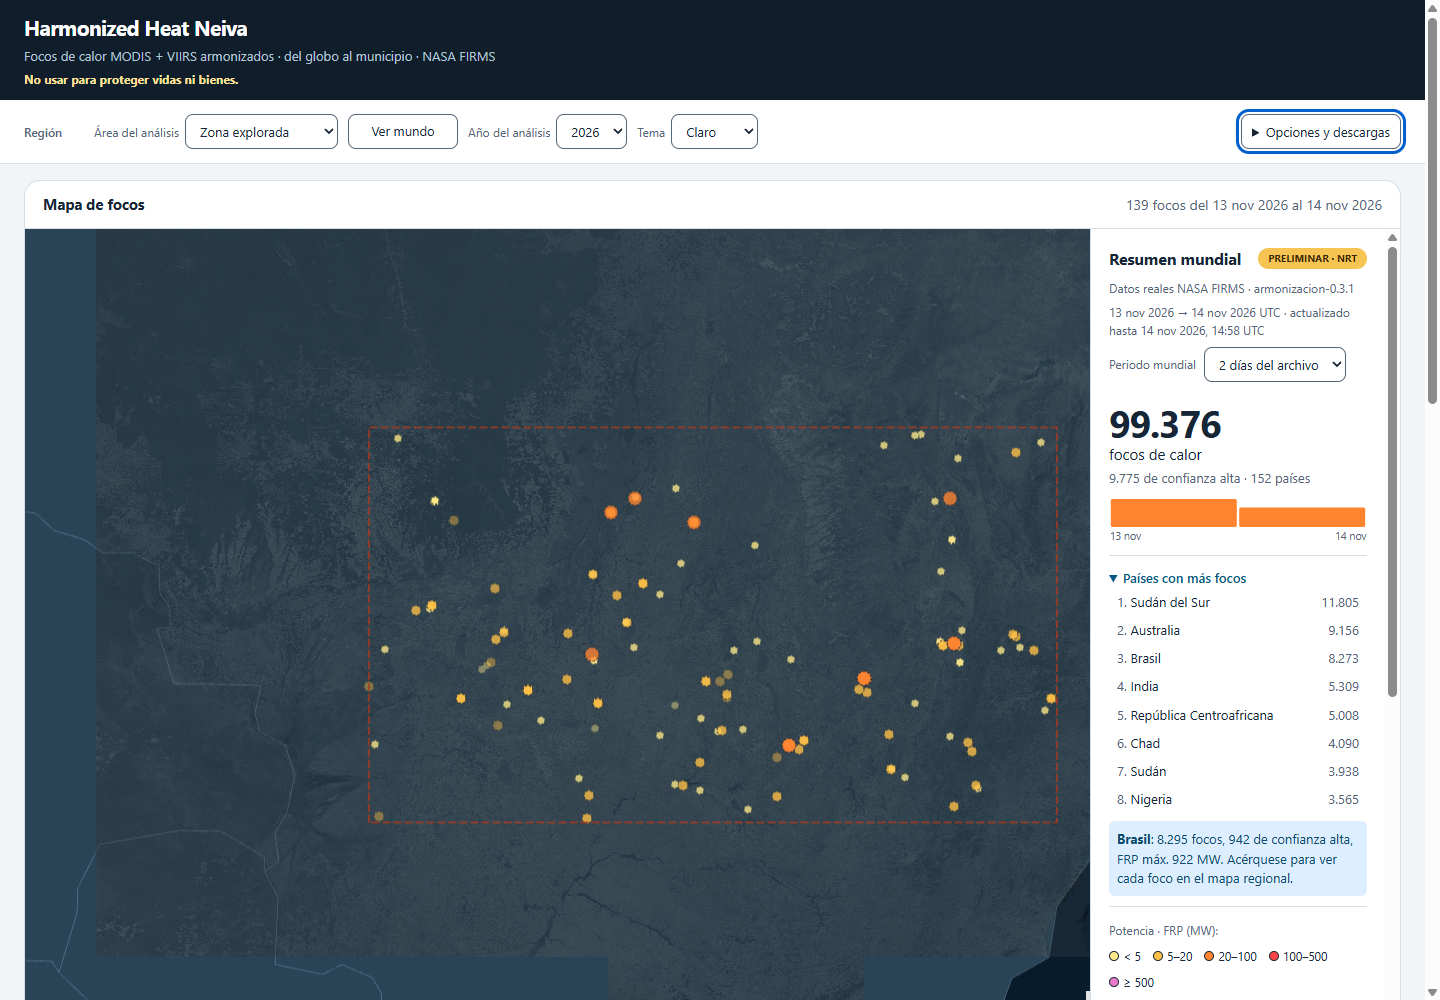 Harmonized Heat Neiva
Focos de calor MODIS + VIIRS armonizados · del globo al municipio · NASA FIRMS
No usar para proteger vidas ni bienes.
Región Área del análisis Zona explorada Ver mundo Año del análisis 2026 Tema Claro ▶ Opciones y descargas
Mapa de focos 139 focos del 13 nov 2026 al 14 nov 2026
Resumen mundial PRELIMINAR · NRT
Datos reales NASA FIRMS · armonizacion-0.3.1
13 nov 2026 → 14 nov 2026 UTC · actualizado
hasta 14 nov 2026, 14:58 UTC
Periodo mundial 2 días del archivo
99.376
focos de calor
9.775 de confianza alta · 152 países
13 nov 14 nov
▼ Países con más focos
1. Sudán del Sur 11.805
2. Australia 9.156
3. Brasil 8.273
4. India 5.309
5. República Centroafricana 5.008
6. Chad 4.090
7. Sudán 3.938
8. Nigeria 3.565
Brasil: 8.295 focos, 942 de confianza alta,
FRP máx. 922 MW. Acérquese para ver
cada foco en el mapa regional.
Potencia · FRP (MW):
< 5 5–20 20–100 100–500
≥ 500